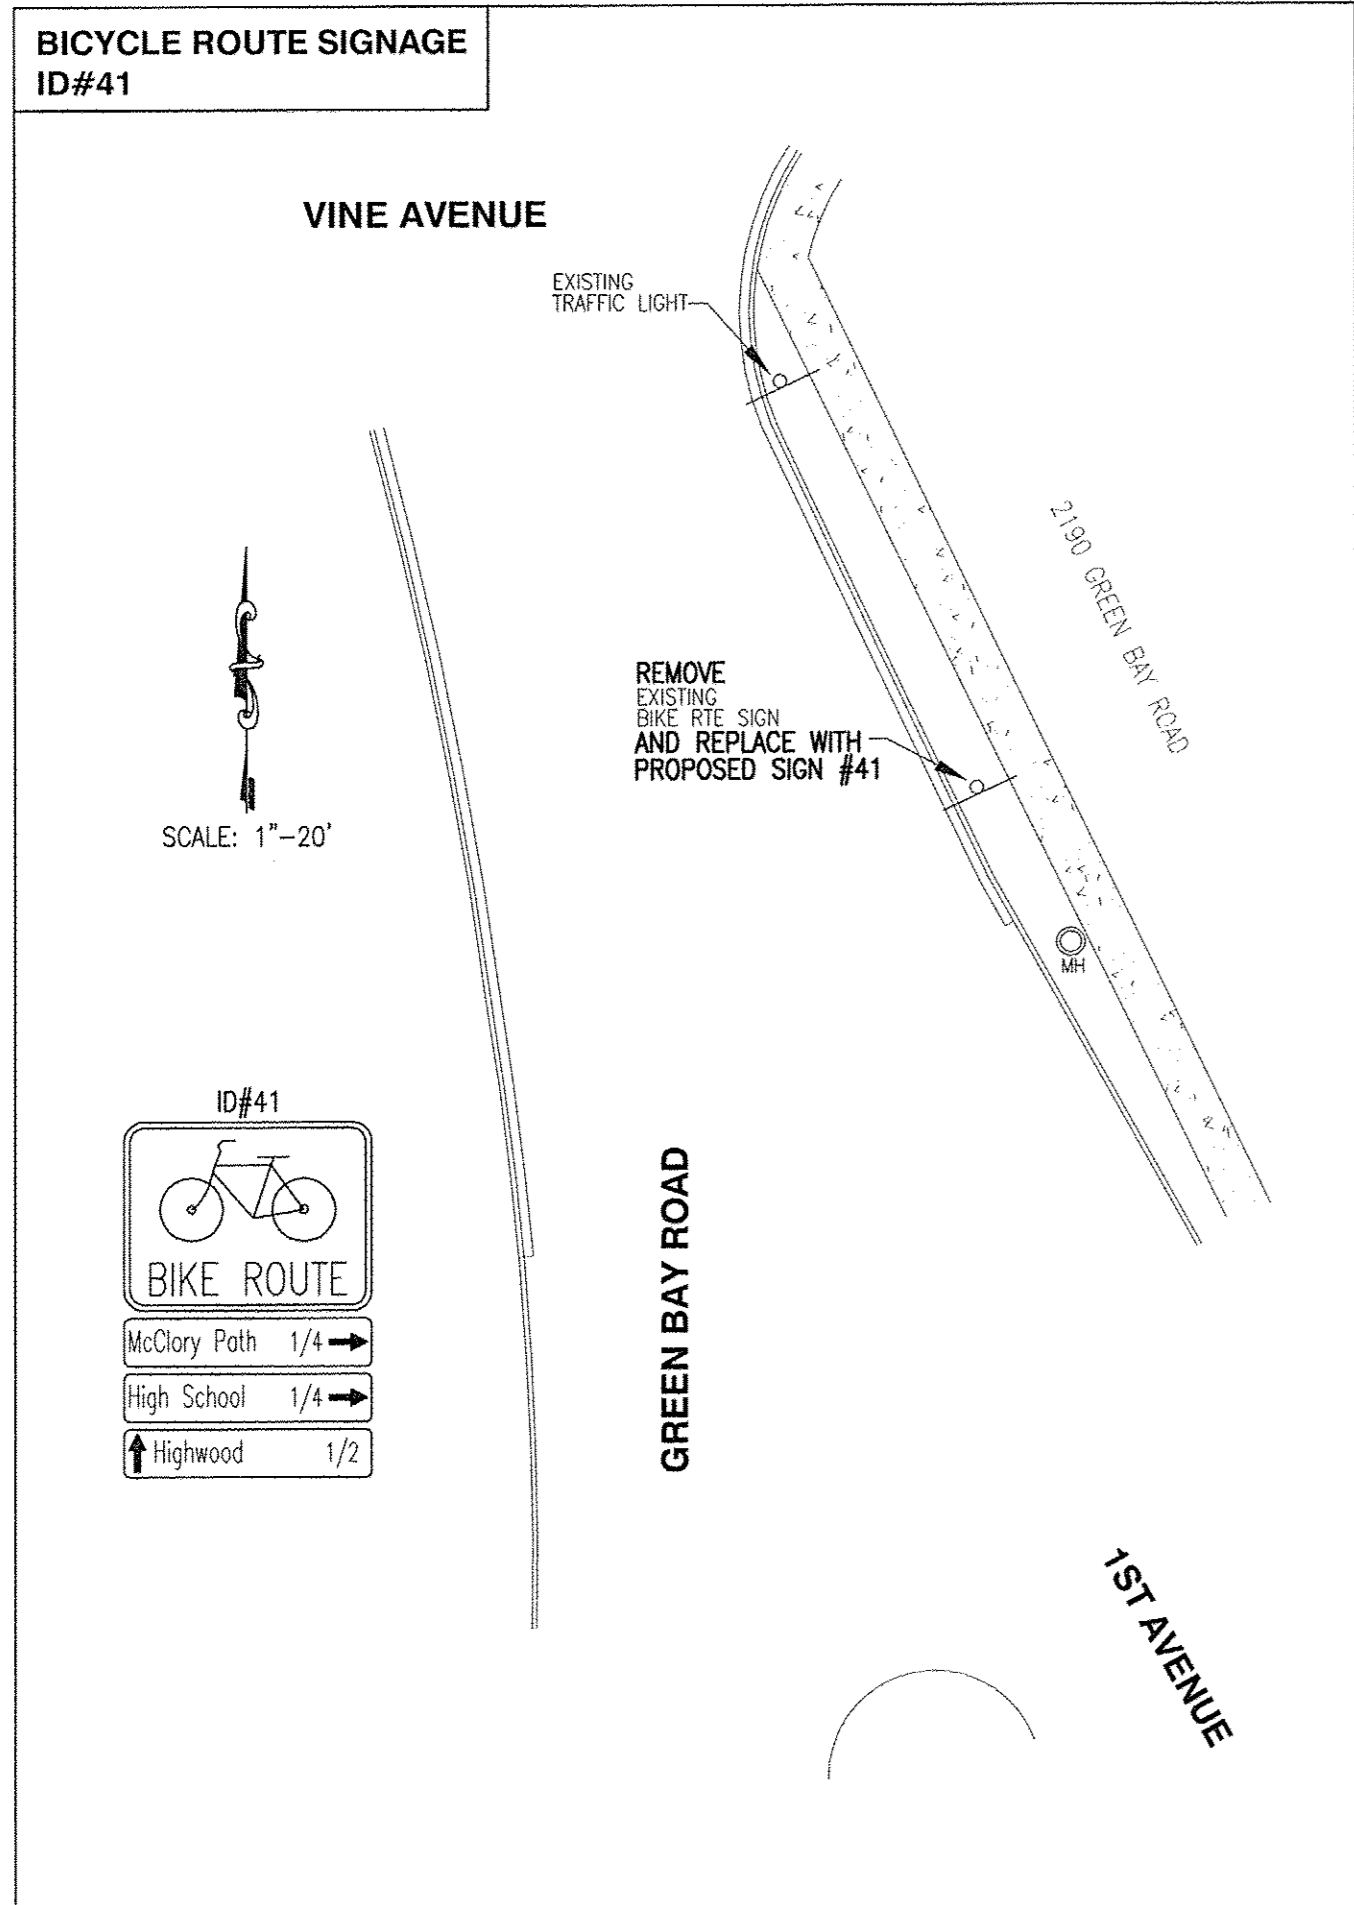 BICYCLE ROUTE SIGNAGE
ID#41
VINE AVENUE
EXISTING
TRAFFIC LIGHT
2190 GREEN BAY ROAD
REMOVE
EXISTING
BIKE RTE SIGN
AND REPLACE WITH
PROPOSED SIGN #41
SCALE: 1"-20'
MH
ID#41
BIKE ROUTE
McClory Path 1/4
High School 1/4
Highwood 1/2
GREEN BAY ROAD
1ST AVENUE